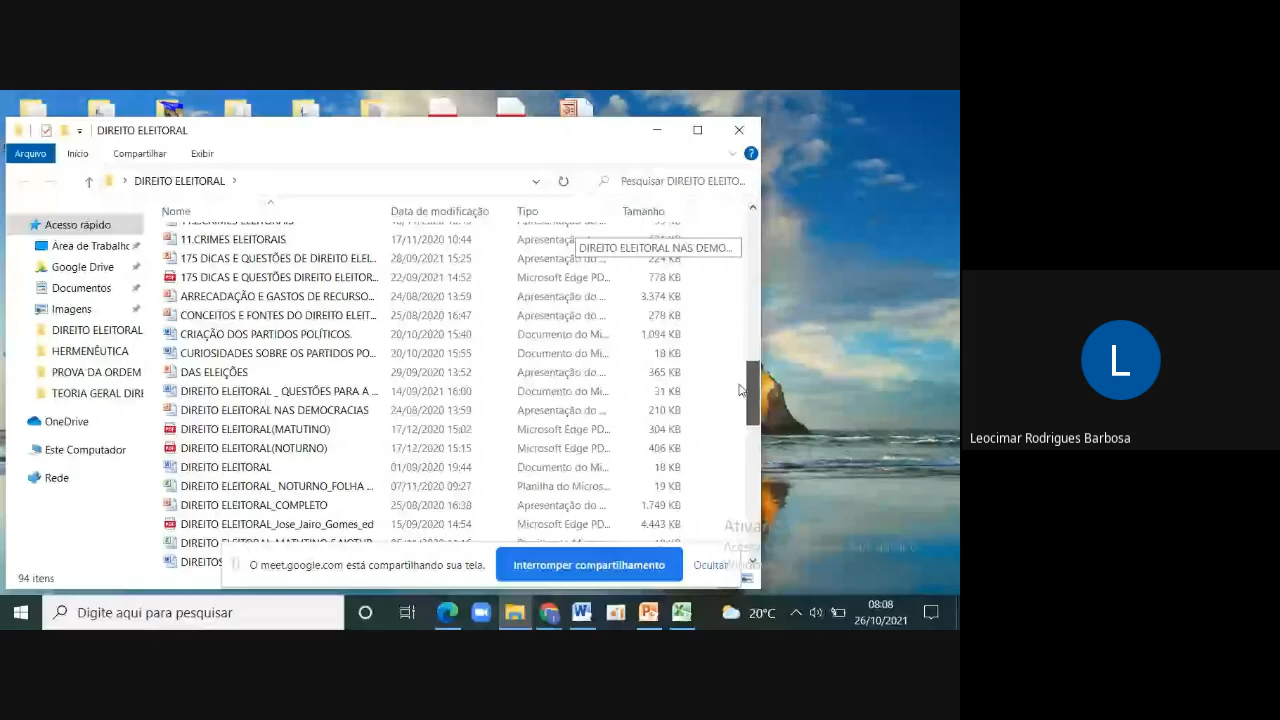 DIREITO ELEITORAL
Arquivo Início Compartilhar Exibir
DIREITO ELEITORAL Pesquisar DIREITO ELEITO...
Nome Data de modificação Tipo Tamanho
Acesso rápido
Área de Trabalho
Google Drive
Documentos
Imagens
DIREITO ELEITORAL
HERMENÊUTICA
PROVA DA ORDEM
TEORIA GERAL DIRE
OneDrive
Este Computador
Rede
11.CRIMES ELEITORAIS 17/11/2020 10:44 Apresentação
DIREITO ELEITORAL NAS DEMO...
175 DICAS E QUESTÕES DE DIREITO ELEI... 28/09/2021 15:25 Apresentação do ... 224 KB
175 DICAS E QUESTÕES DIREITO ELEITOR... 22/09/2021 14:52 Microsoft Edge PD... 778 KB
ARRECADAÇÃO E GASTOS DE RECURSO... 24/08/2020 13:59 Apresentação do ... 3.374 KB
CONCEITOS E FONTES DO DIREITO ELEIT... 25/08/2020 16:47 Apresentação do ... 278 KB
CRIAÇÃO DOS PARTIDOS POLÍTICOS. 20/10/2020 15:40 Documento do Mi... 1.094 KB
CURIOSIDADES SOBRE OS PARTIDOS PO... 20/10/2020 15:55 Documento do Mi... 18 KB
DAS ELEIÇÕES 29/09/2020 13:52 Apresentação do ... 365 KB
DIREITO ELEITORAL _ QUESTÕES PARA A ... 14/09/2021 16:00 Documento do Mi... 31 KB
DIREITO ELEITORAL NAS DEMOCRACIAS 24/08/2020 13:59 Apresentação do ... 210 KB
DIREITO ELEITORAL(MATUTINO) 17/12/2020 15:02 Microsoft Edge PD... 304 KB
DIREITO ELEITORAL(NOTURNO) 17/12/2020 15:15 Microsoft Edge PD... 406 KB
DIREITO ELEITORAL 01/09/2020 19:44 Documento do Mi... 18 KB
DIREITO ELEITORAL_ NOTURNO_FOLHA ... 07/11/2020 09:27 Planilha do Micros... 19 KB
DIREITO ELEITORAL_COMPLETO 25/08/2020 16:38 Apresentação do ... 1.749 KB
DIREITO ELEITORAL_Jose_Jairo_Gomes_ed 15/09/2020 14:54 Microsoft Edge PD... 4.443 KB
DIREITOS
94 itens
O meet.google.com está compartilhando sua tela. Interromper compartilhamento Ocultar
Digite aqui para pesquisar
20°C
08:08
26/10/2021
L
Leocimar Rodrigues Barbosa